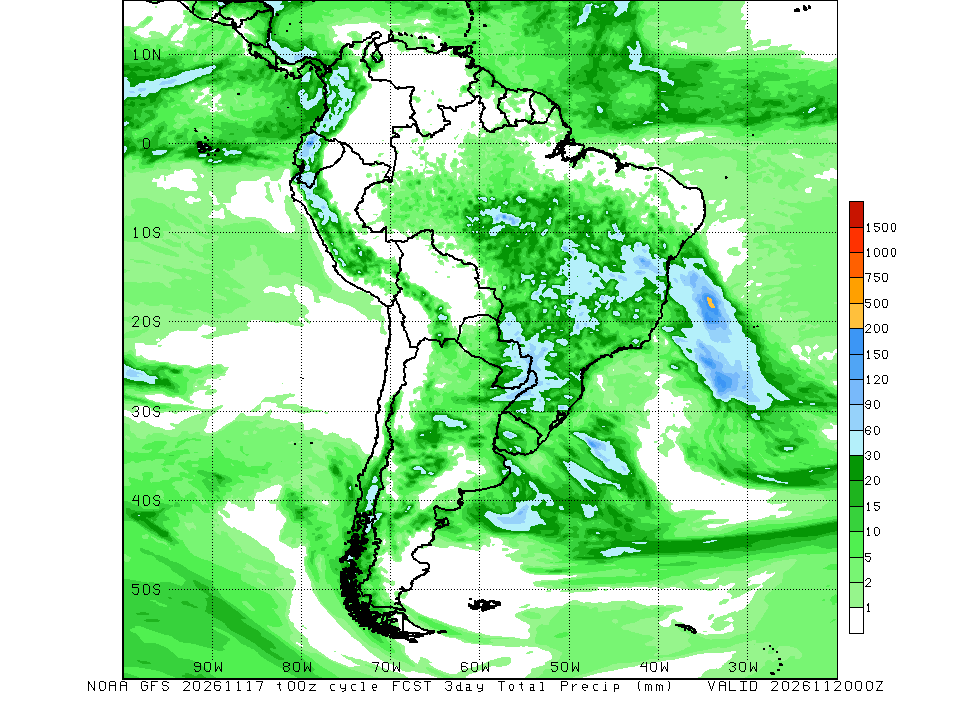 10N
0
10S
20S
30S
40S
50S
90W 80W 70W 60W 50W 40W 30W
1500
1000
750
500
200
150
120
90
60
30
20
15
10
5
2
1
NOAA GFS 20261117 t00z cycle FCST 3day Total Precip (mm) VALID 2026112000Z